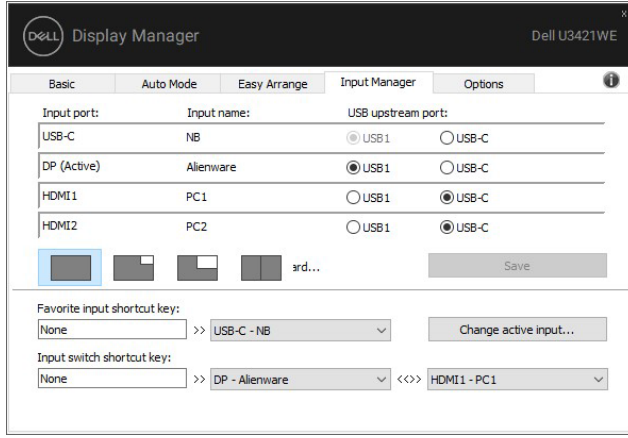 x
DELL Display Manager Dell U3421WE
Basic Auto Mode Easy Arrange Input Manager Options i
Input port: Input name: USB upstream port:
USB-C NB USB1 USB-C
DP (Active) Alienware USB1 USB-C
HDMI1 PC1 USB1 USB-C
HDMI2 PC2 USB1 USB-C
ard... Save
Favorite input shortcut key:
None >> USB-C - NB Change active input...
Input switch shortcut key:
None >> DP - Alienware <<>> HDMI1 - PC1